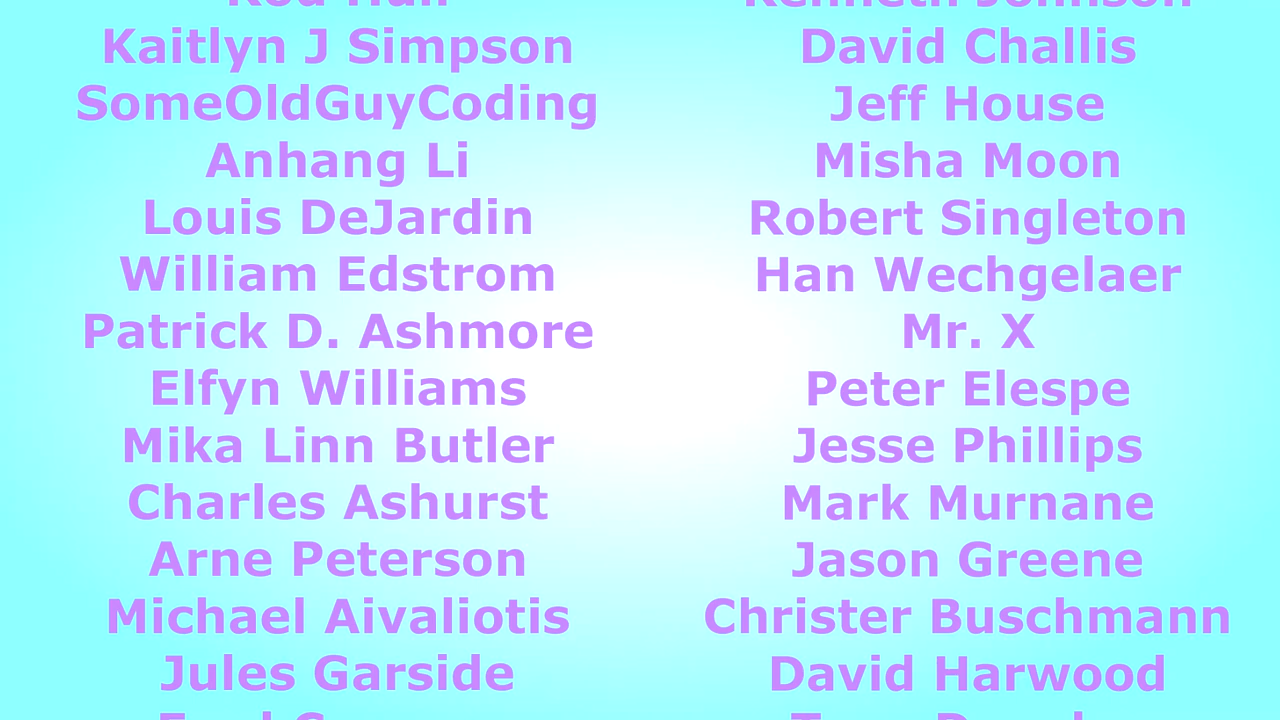 Kenneth Johnson
Kaitlyn J Simpson
David Challis
SomeOldGuyCoding
Jeff House
Anhang Li
Misha Moon
Louis DeJardin
Robert Singleton
William Edstrom
Han Wechgelaer
Patrick D. Ashmore
Mr. X
Elfyn Williams
Peter Elespe
Mika Linn Butler
Jesse Phillips
Charles Ashurst
Mark Murnane
Arne Peterson
Jason Greene
Michael Aivaliotis
Christer Buschmann
Jules Garside
David Harwood